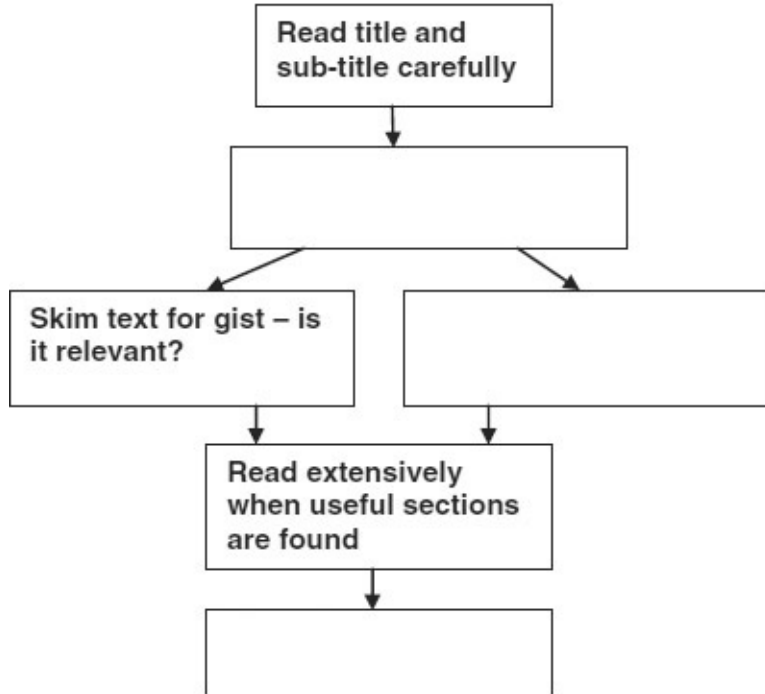 Read title and
sub-title carefully
Skim text for gist – is
it relevant?
Read extensively
when useful sections
are found